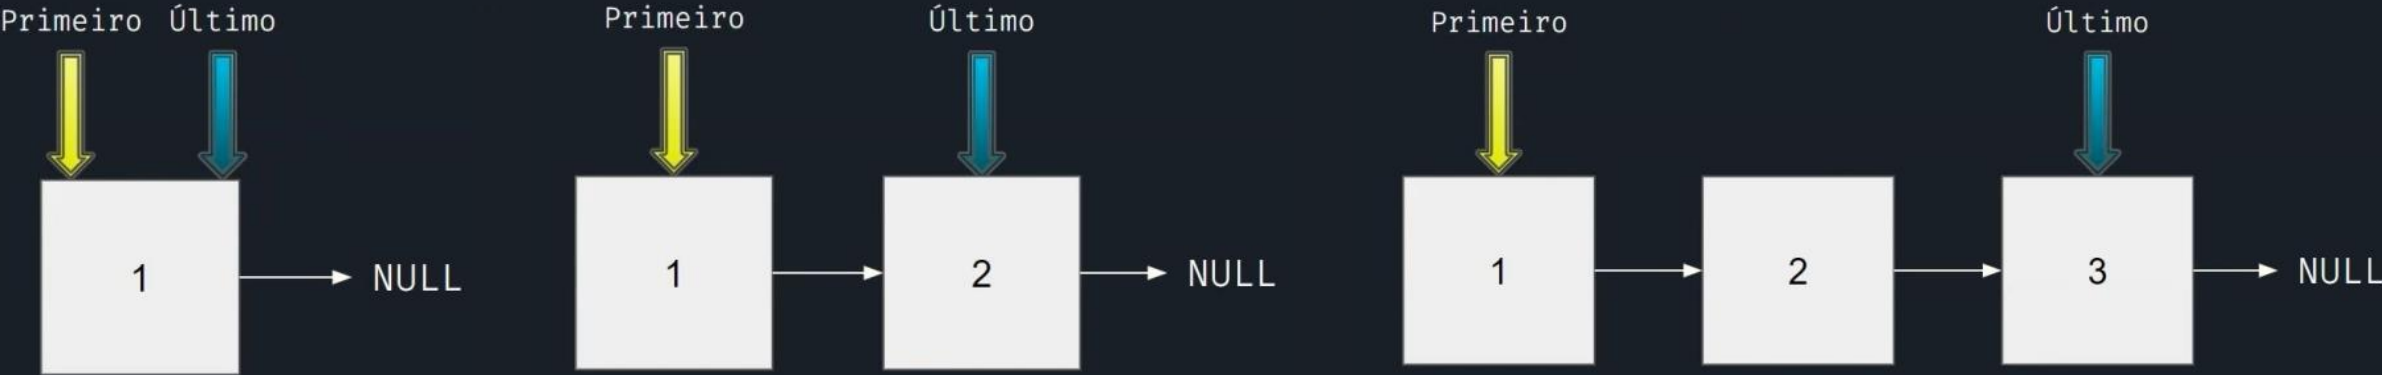 Primeiro Último
1 NULL
Primeiro Último
1 2 NULL
Primeiro Último
1 2 3 NULL